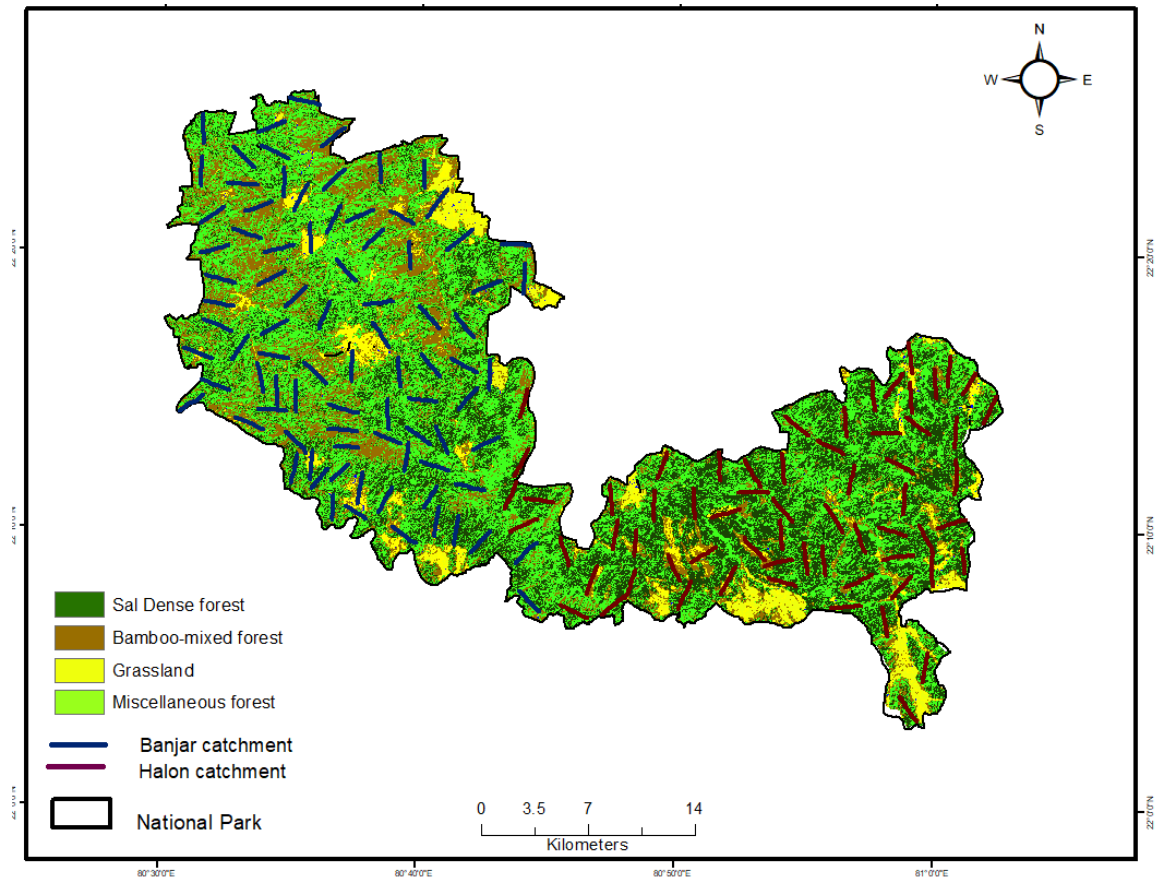 N
W E
S
22°20'0"N
22°10'0"N
22°0'0"N
Sal Dense forest
Bamboo-mixed forest
Grassland
Miscellaneous forest
Banjar catchment
Halon catchment
National Park
0 3.5 7 14
Kilometers
80°30'0"E 80°40'0"E 80°50'0"E 81°0'0"E